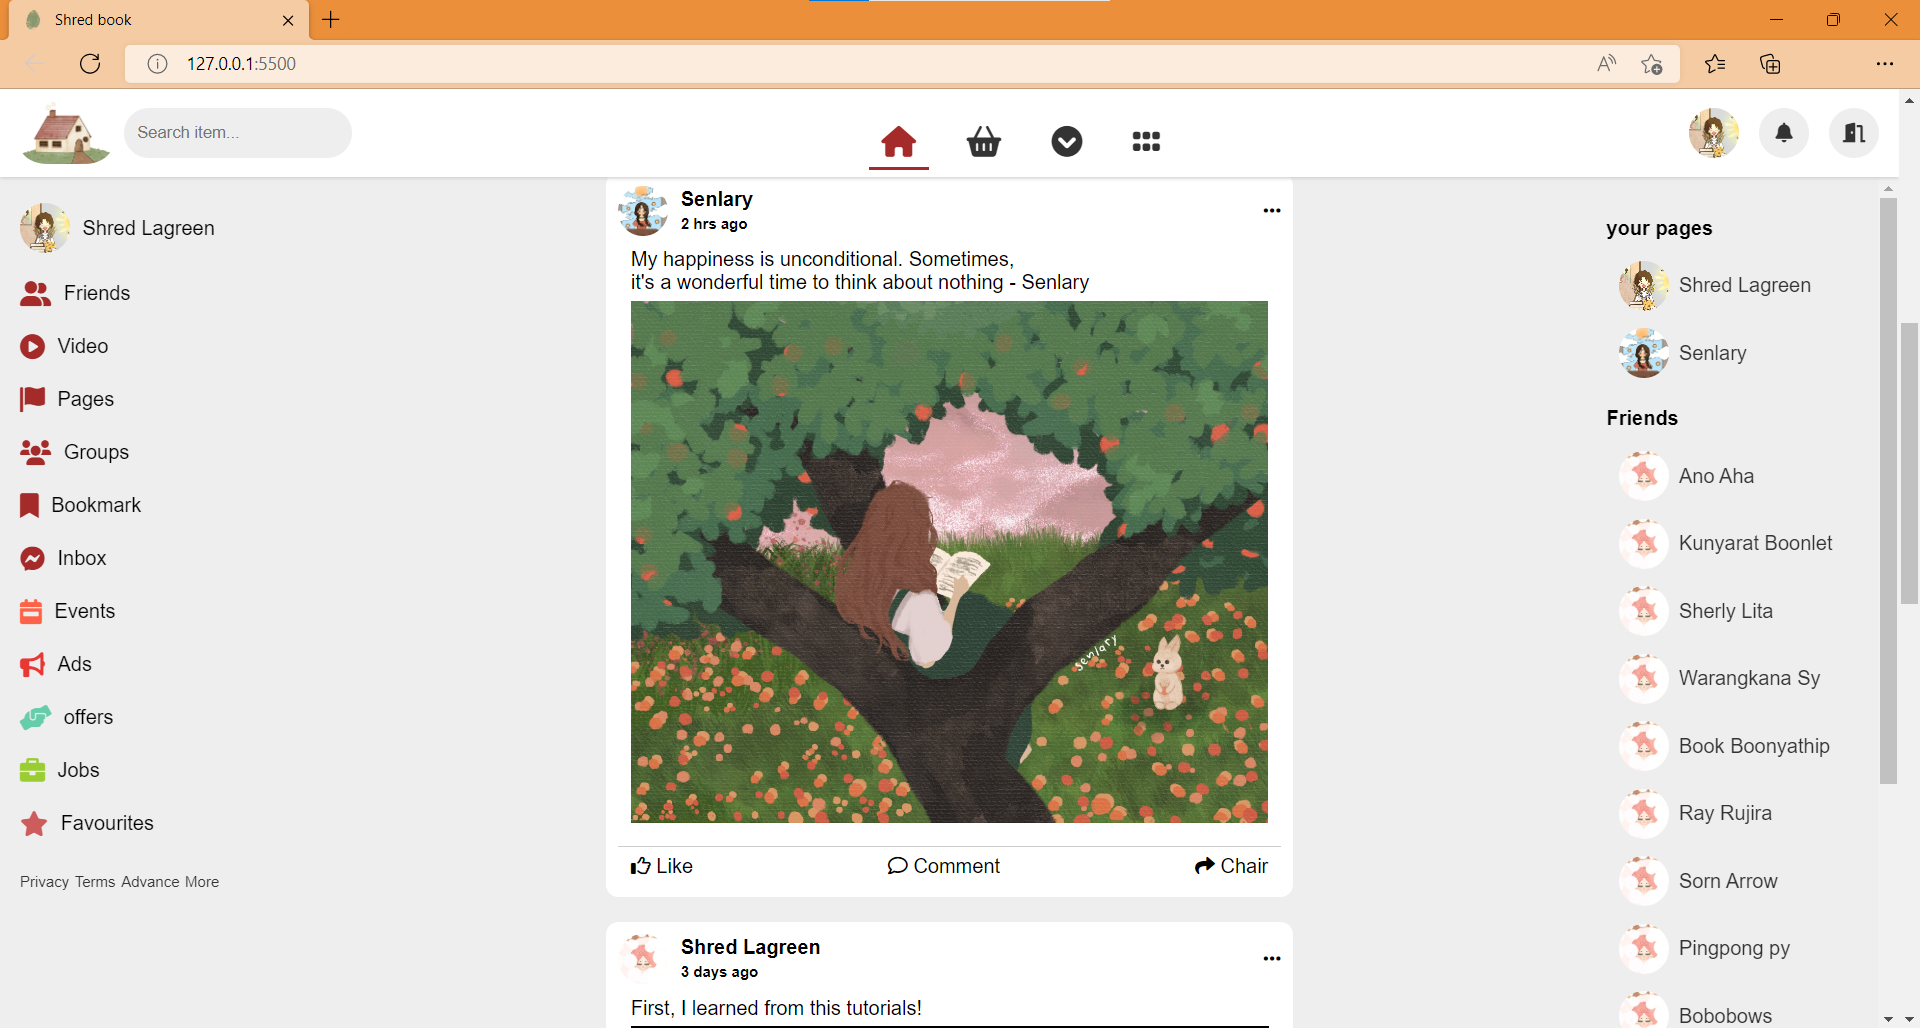 Shred book
127.0.0.1:5500
Search item...
Shred Lagreen
Friends
Video
Pages
Groups
Bookmark
Inbox
Events
Ads
offers
Jobs
Favourites
Privacy Terms Advance More
Senlary
2 hrs ago
My happiness is unconditional. Sometimes,
it's a wonderful time to think about nothing - Senlary
senlary
Like
Comment
Chair
Shred Lagreen
3 days ago
First, I learned from this tutorials!
your pages
Shred Lagreen
Senlary
Friends
Ano Aha
Kunyarat Boonlet
Sherly Lita
Warangkana Sy
Book Boonyathip
Ray Rujira
Sorn Arrow
Pingpong py
Bobobows